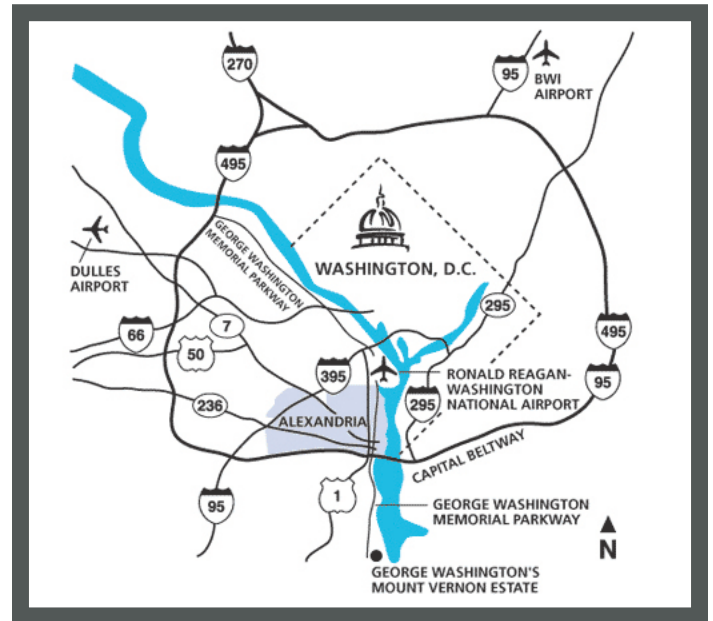 270
95
BWI
AIRPORT
495
GEORGE WASHINGTON
MEMORIAL PARKWAY
WASHINGTON, D.C.
DULLES
AIRPORT
295
66
7
50
495
395
RONALD REAGAN-
WASHINGTON
NATIONAL AIRPORT
95
236
295
ALEXANDRIA
CAPITAL BELTWAY
95
1
GEORGE WASHINGTON
MEMORIAL PARKWAY
N
GEORGE WASHINGTON'S
MOUNT VERNON ESTATE